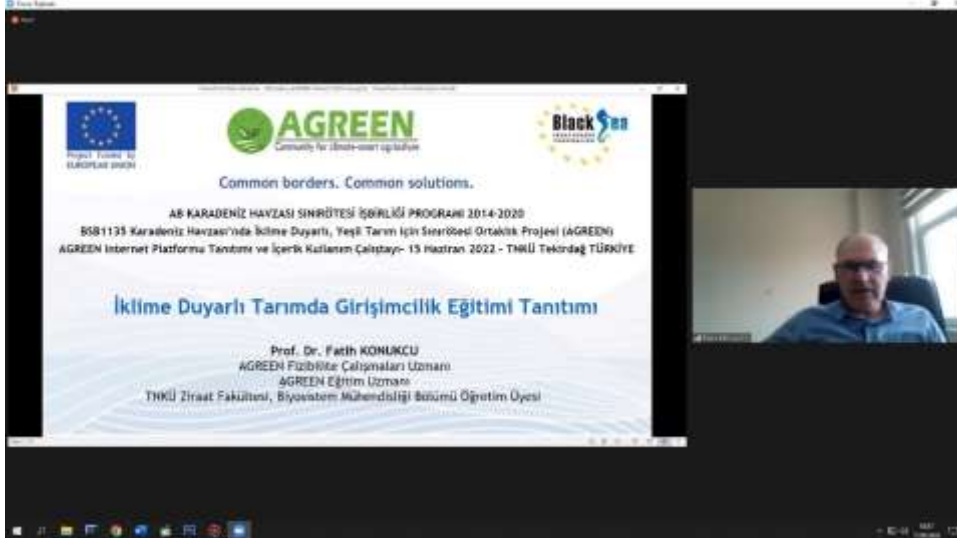 Project funded by
EUROPEAN UNION
AGREEN
Community for climate-smart agriculture
Black Sea
Common borders. Common solutions.
AB KARADENİZ HAVZASI SINIRÖTESİ İŞBİRLİĞİ PROGRAMI 2014-2020
BSB1135 Karadeniz Havzası'nda İklime Duyarlı, Yeşil Tarım için Sınırötesi Ortaklık Projesi (AGREEN)
AGREEN Internet Platformu Tanıtımı ve İçerik Kullanım Çalıştayı- 15 Haziran 2022 - TNKÜ Tekirdağ TÜRKİYE
İklime Duyarlı Tarımda Girişimcilik Eğitimi Tanıtımı
Prof. Dr. Fatih KONUKCU
AGREEN Fizibilite Çalışmaları Uzmanı
AGREEN Eğitim Uzmanı
TNKÜ Ziraat Fakültesi, Biyosistem Mühendisliği Bölümü Öğretim Üyesi